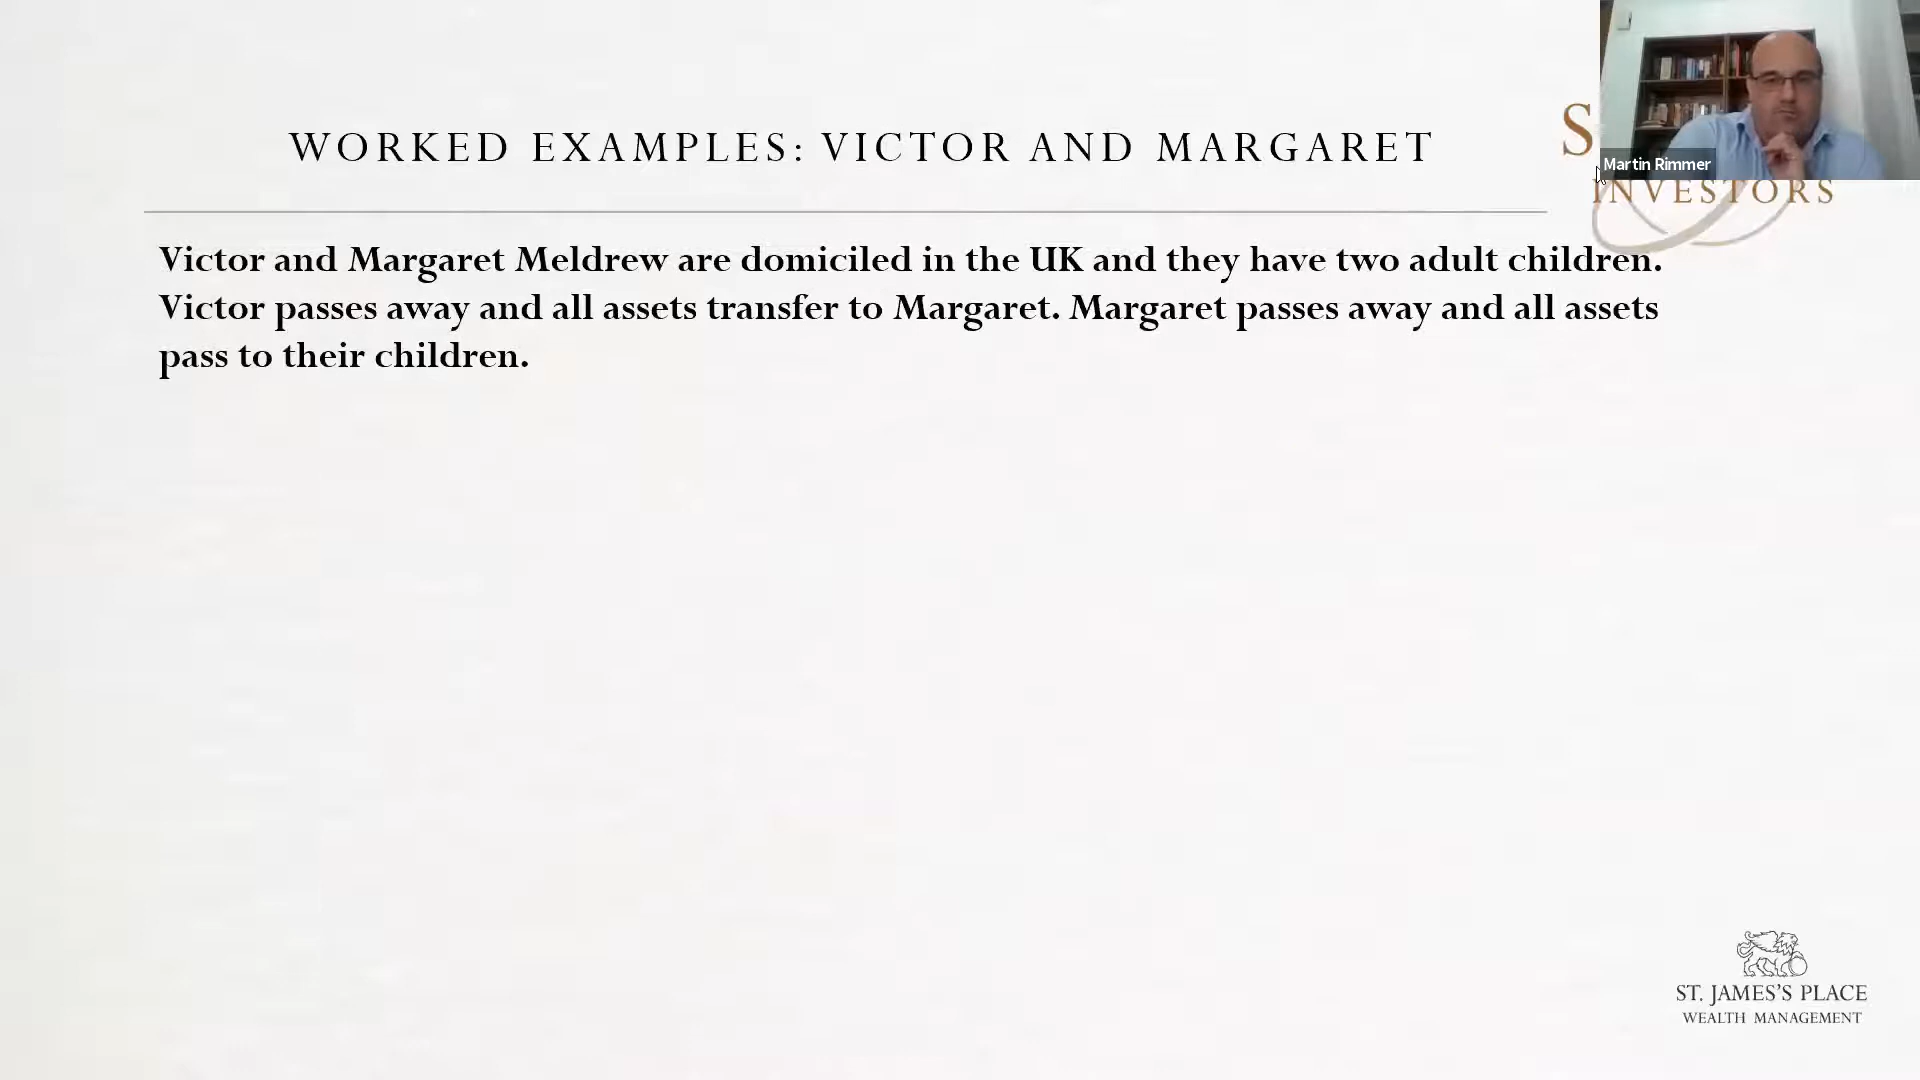 WORKED EXAMPLES: VICTOR AND MARGARET
S
Martin Rimmer
INVESTORS
Victor and Margaret Meldrew are domiciled in the UK and they have two adult children.
Victor passes away and all assets transfer to Margaret. Margaret passes away and all assets
pass to their children.
ST. JAMES'S PLACE
WEALTH MANAGEMENT